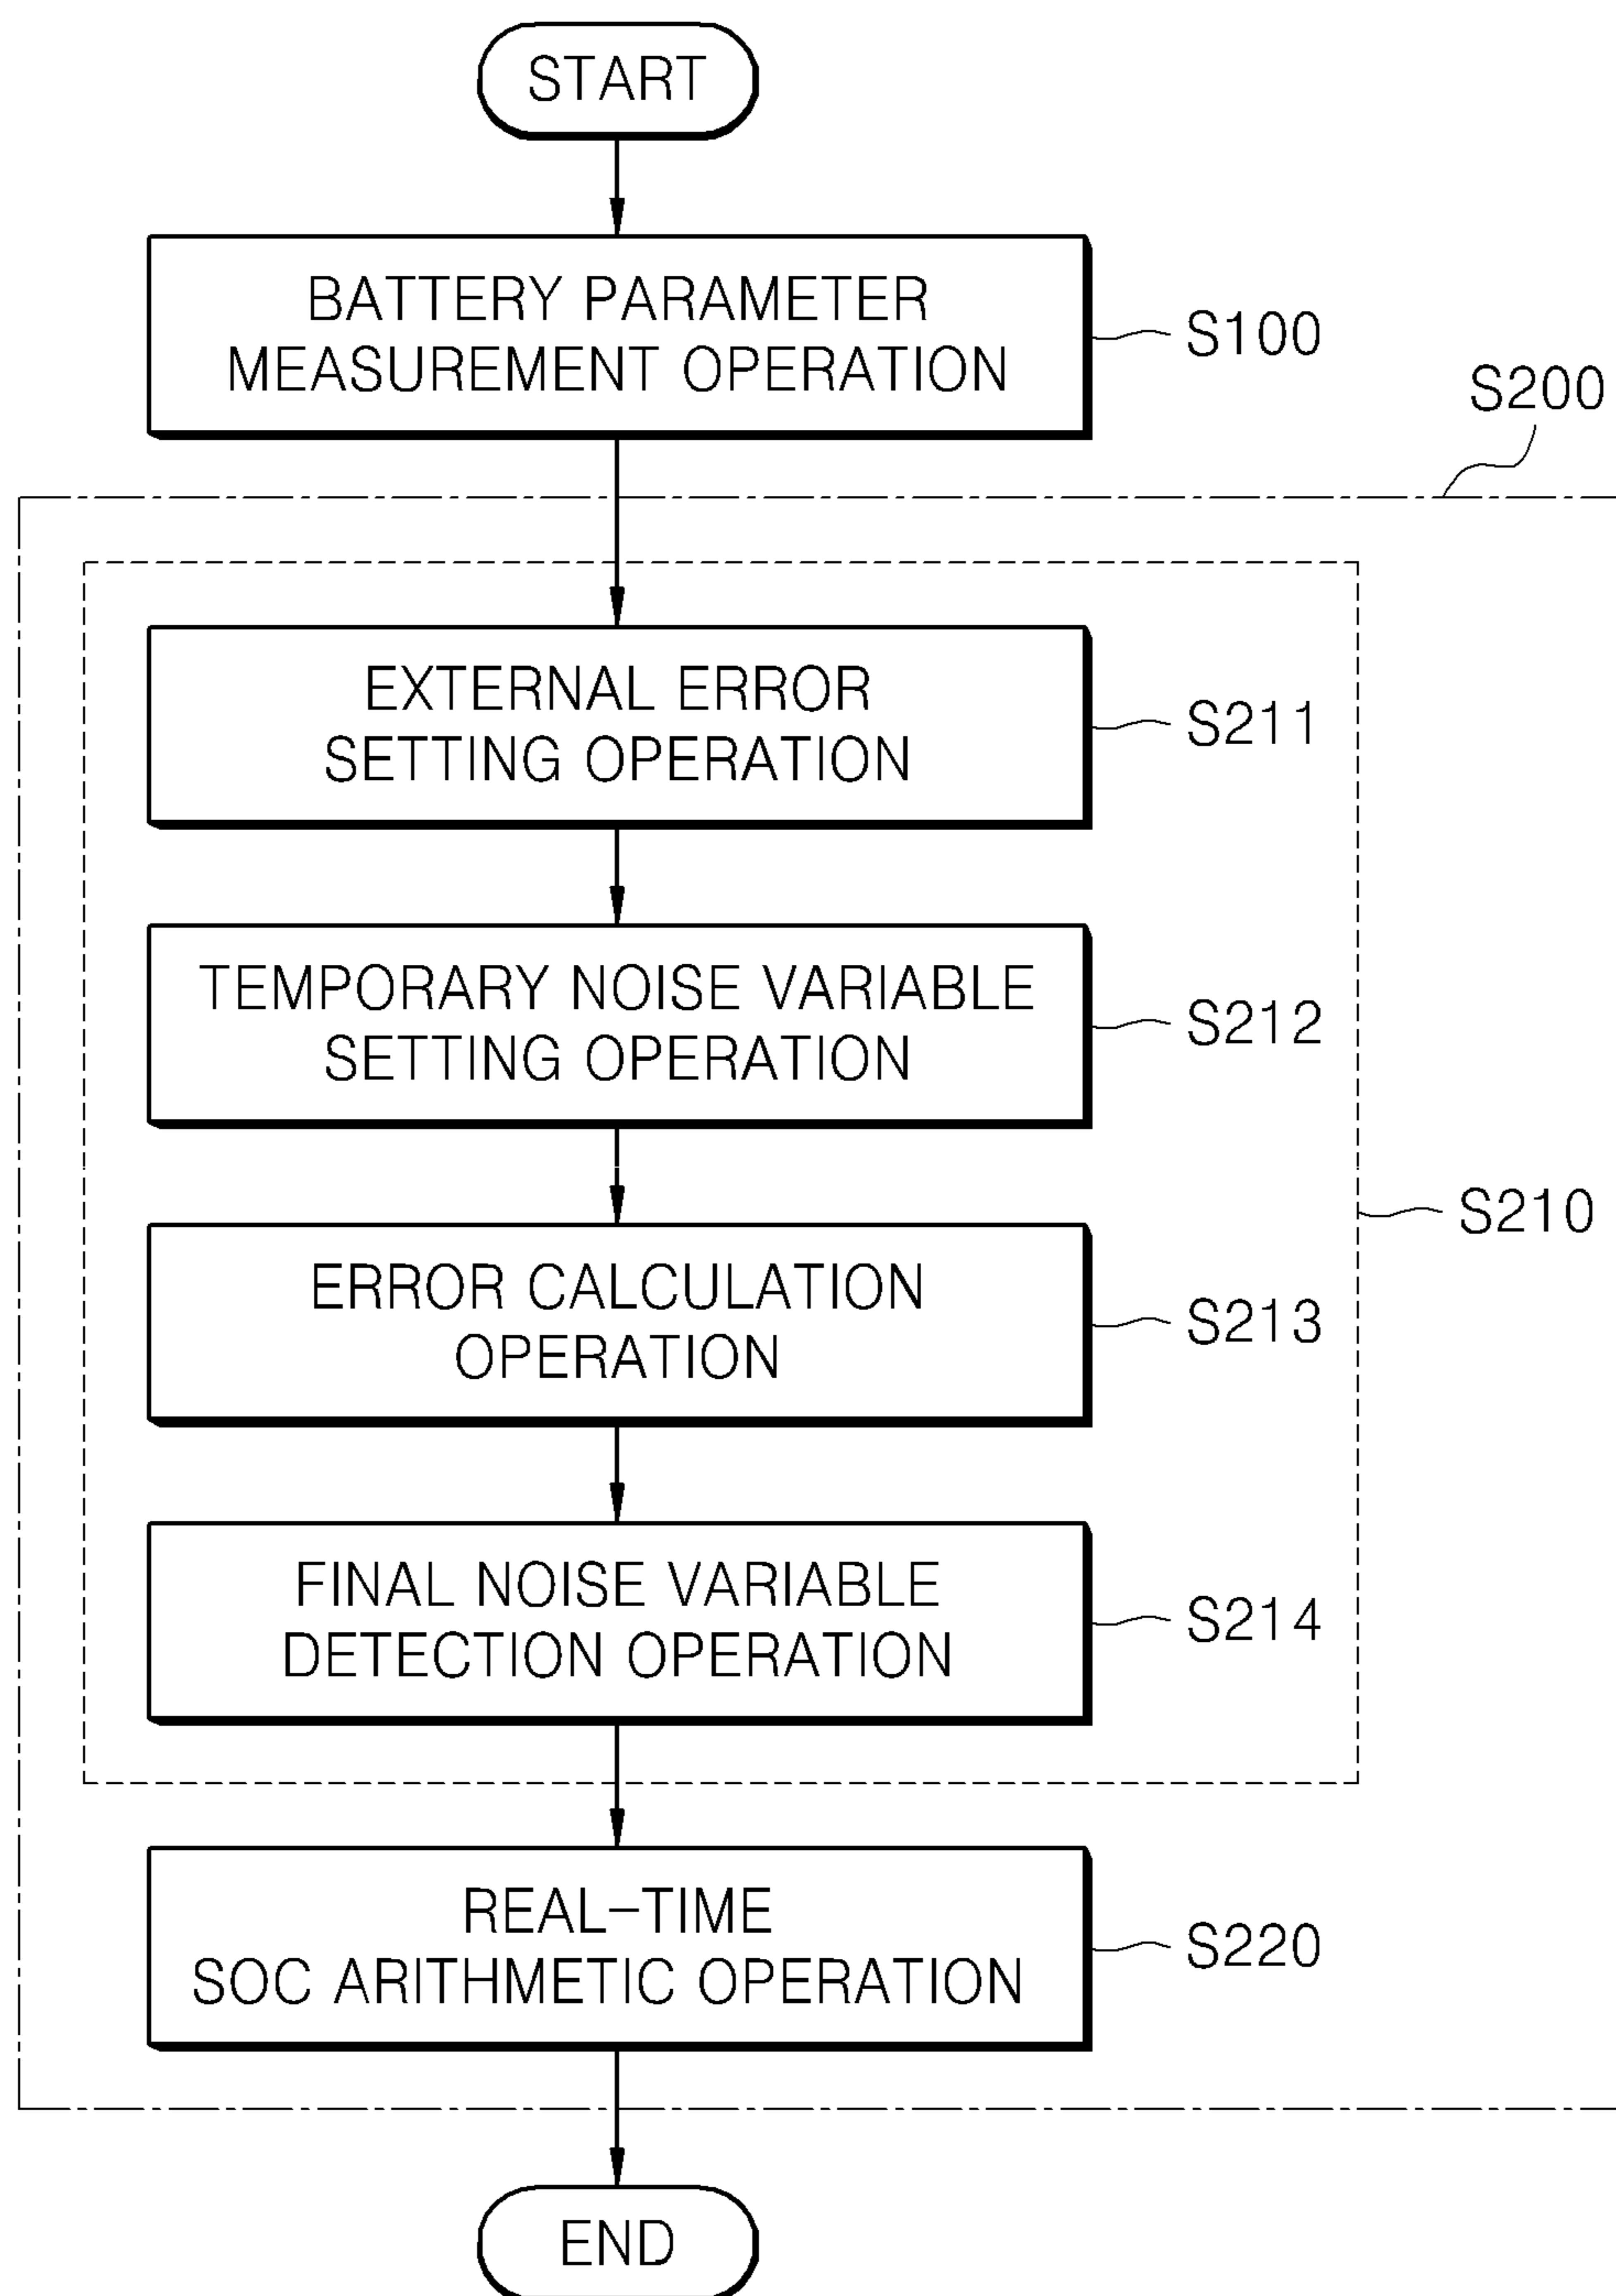 START
BATTERY PARAMETER
MEASUREMENT OPERATION
S100
S200
EXTERNAL ERROR
SETTING OPERATION
S211
TEMPORARY NOISE VARIABLE
SETTING OPERATION
S212
S210
ERROR CALCULATION
OPERATION
S213
FINAL NOISE VARIABLE
DETECTION OPERATION
S214
REAL-TIME
SOC ARITHMETIC OPERATION
S220
END